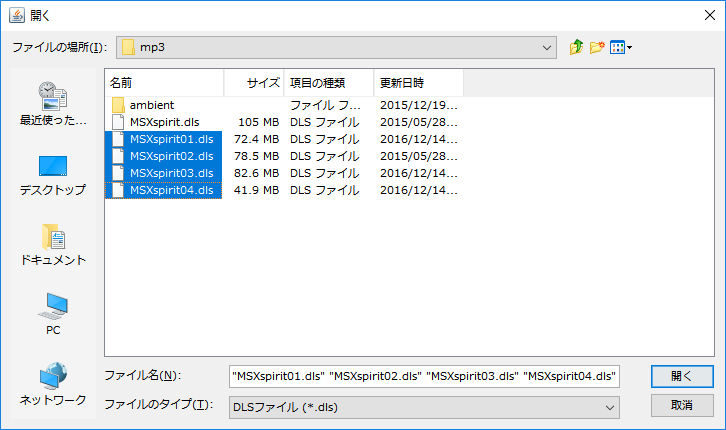 開く
ファイルの場所(I): mp3
名前 サイズ 項目の種類 更新日時
ambient ファイル フ... 2015/12/19...
MSXspirit.dls 105 MB DLS ファイル 2015/05/28...
MSXspirit01.dls 72.4 MB DLS ファイル 2016/12/14...
MSXspirit02.dls 78.5 MB DLS ファイル 2015/05/28...
MSXspirit03.dls 82.6 MB DLS ファイル 2016/12/14...
MSXspirit04.dls 41.9 MB DLS ファイル 2016/12/14...
最近使った...
デスクトップ
ドキュメント
PC
ネットワーク
ファイル名(N): "MSXspirit01.dls" "MSXspirit02.dls" "MSXspirit03.dls" "MSXspirit04.dls" 開く
ファイルのタイプ(T): DLSファイル (*.dls) 取消